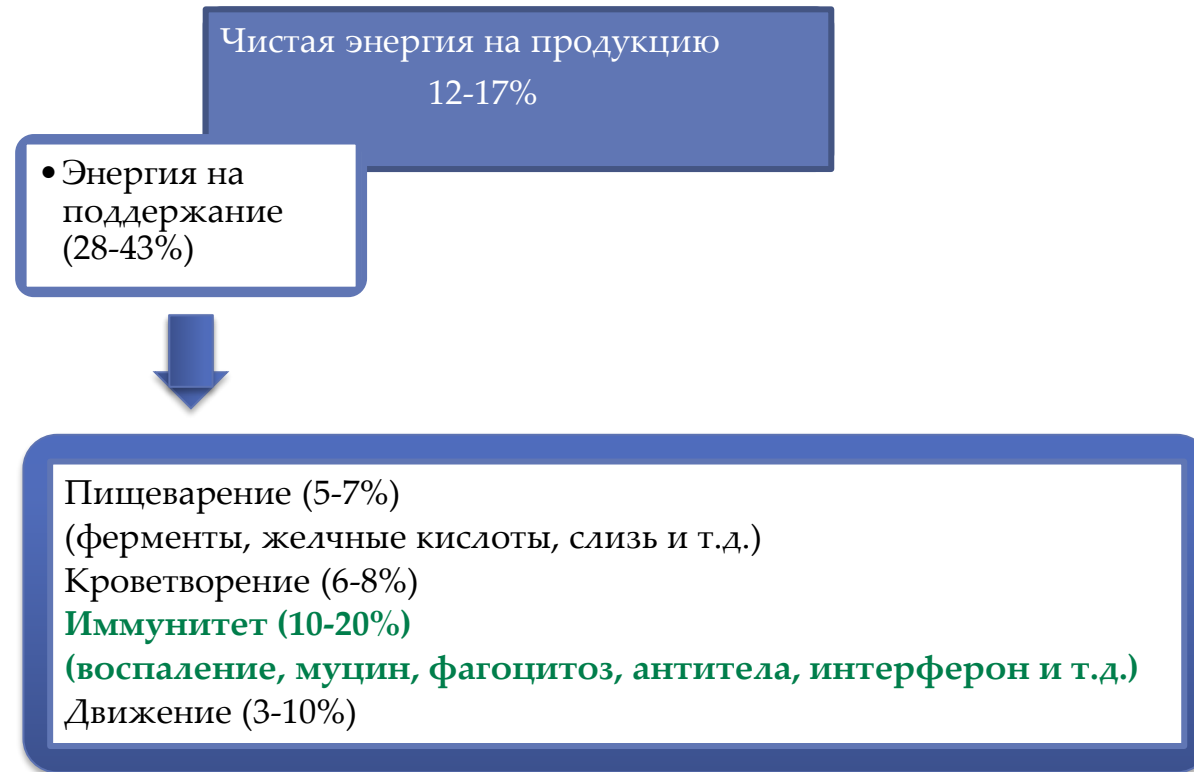 Чистая энергия на продукцию
12-17%
•Энергия на
поддержание
(28-43%)
Пищеварение (5-7%)
(ферменты, желчные кислоты, слизь и т.д.)
Кроветворение (6-8%)
Иммунитет (10-20%)
(воспаление, муцин, фагоцитоз, антитела, интерферон и т.д.)
Движение (3-10%)